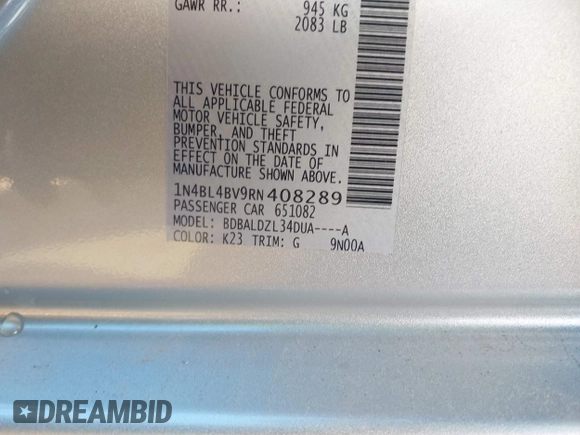 GAWR RR.: 945 KG
2083 LB
THIS VEHICLE CONFORMS TO
ALL APPLICABLE FEDERAL
MOTOR VEHICLE SAFETY,
BUMPER, AND THEFT
PREVENTION STANDARDS IN
EFFECT ON THE DATE OF
MANUFACTURE SHOWN ABOVE.
1N4BL4BV9RN408289
PASSENGER CAR 651082
MODEL: BDBALDZL34DUA----A
COLOR: K23 TRIM: G 9N00A
DREAMBID